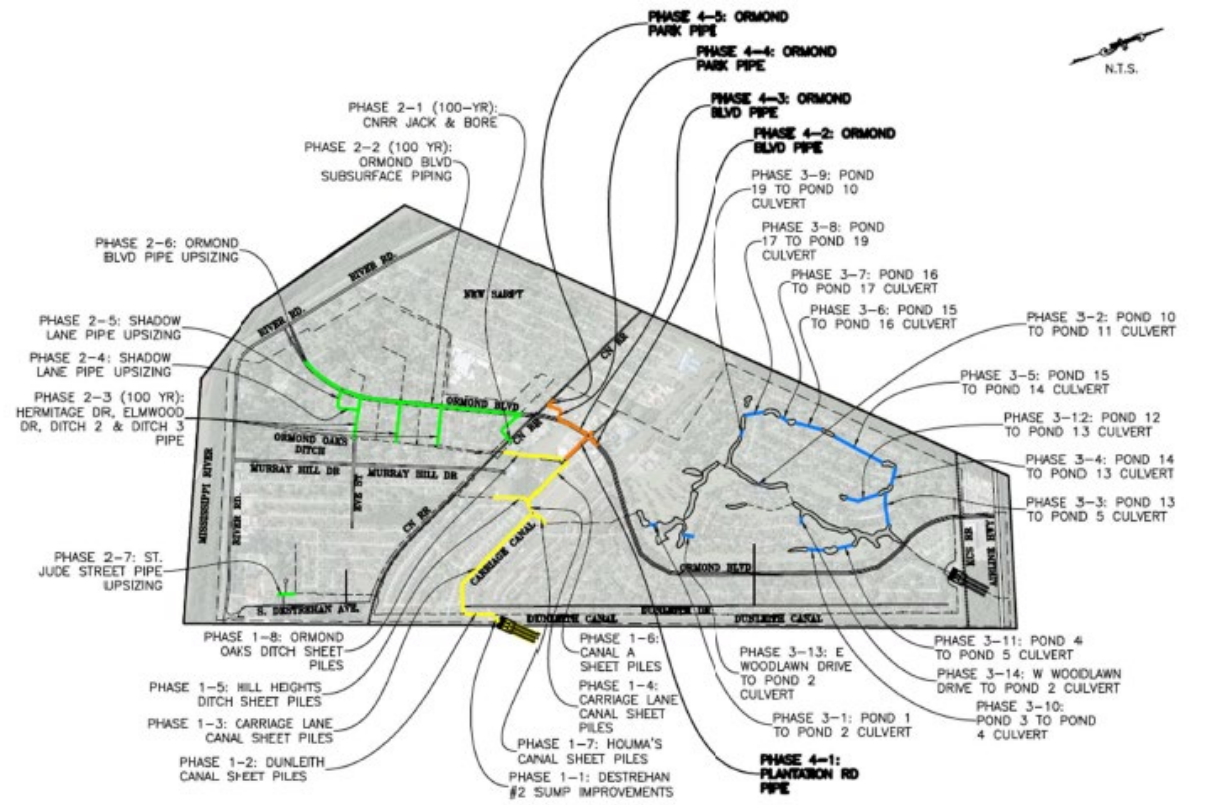 PHASE 4-5: ORMOND
PARK PIPE
PHASE 4-4: ORMOND
PARK PIPE
PHASE 4-3: ORMOND
BLVD PIPE
PHASE 4-2: ORMOND
BLVD PIPE
N.T.S.
PHASE 2-1 (100-YR):
CNRR JACK & BORE
PHASE 2-2 (100 YR):
ORMOND BLVD
SUBSURFACE PIPING
PHASE 2-6: ORMOND
BLVD PIPE UPSIZING
PHASE 2-5: SHADOW
LANE PIPE UPSIZING
PHASE 2-4: SHADOW
LANE PIPE UPSIZING
PHASE 2-3 (100 YR):
HERMITAGE DR, ELMWOOD
DR, DITCH 2 & DITCH 3
PIPE
PHASE 2-7: ST.
JUDE STREET PIPE
UPSIZING
PHASE 3-9: POND
19 TO POND 10
CULVERT
PHASE 3-8: POND
17 TO POND 19
CULVERT
PHASE 3-7: POND 16
TO POND 17 CULVERT
PHASE 3-6: POND 15
TO POND 16 CULVERT
PHASE 3-2: POND 10
TO POND 11 CULVERT
PHASE 3-5: POND 15
TO POND 14 CULVERT
PHASE 3-12: POND 12
TO POND 13 CULVERT
PHASE 3-4: POND 14
TO POND 13 CULVERT
PHASE 3-3: POND 13
TO POND 5 CULVERT
RIVER RD.
RIVER RD.
NEW SARPY
CN RR
ORMOND BLVD
CN RR
ORMOND OAKS
DITCH
MURRAY HILL DR
MURRAY HILL DR
EVE ST
CN RR
MISSISSIPPI RIVER
RIVER RD.
CARRIAGE CANAL
ORMOND BLVD
KCS RR
AIRLINE HWY
S. DESTREHAN AVE.
DUNLEITH DR
DUNLEITH CANAL
DUNLEITH CANAL
PHASE 1-8: ORMOND
OAKS DITCH SHEET
PILES
PHASE 1-5: HILL HEIGHTS
DITCH SHEET PILES
PHASE 1-3: CARRIAGE LANE
CANAL SHEET PILES
PHASE 1-2: DUNLEITH
CANAL SHEET PILES
PHASE 1-6:
CANAL A
SHEET PILES
PHASE 1-4:
CARRIAGE LANE
CANAL SHEET
PILES
PHASE 1-7: HOUMA'S
CANAL SHEET PILES
PHASE 1-1: DESTREHAN
#2 SUMP IMPROVEMENTS
PHASE 3-13: E
WOODLAWN DRIVE
TO POND 2
CULVERT
PHASE 3-1: POND 1
TO POND 2 CULVERT
PHASE 4-1:
PLANTATION RD
PIPE
PHASE 3-11: POND 4
TO POND 5 CULVERT
PHASE 3-14: W WOODLAWN
DRIVE TO POND 2 CULVERT
PHASE 3-10:
POND 3 TO POND
4 CULVERT